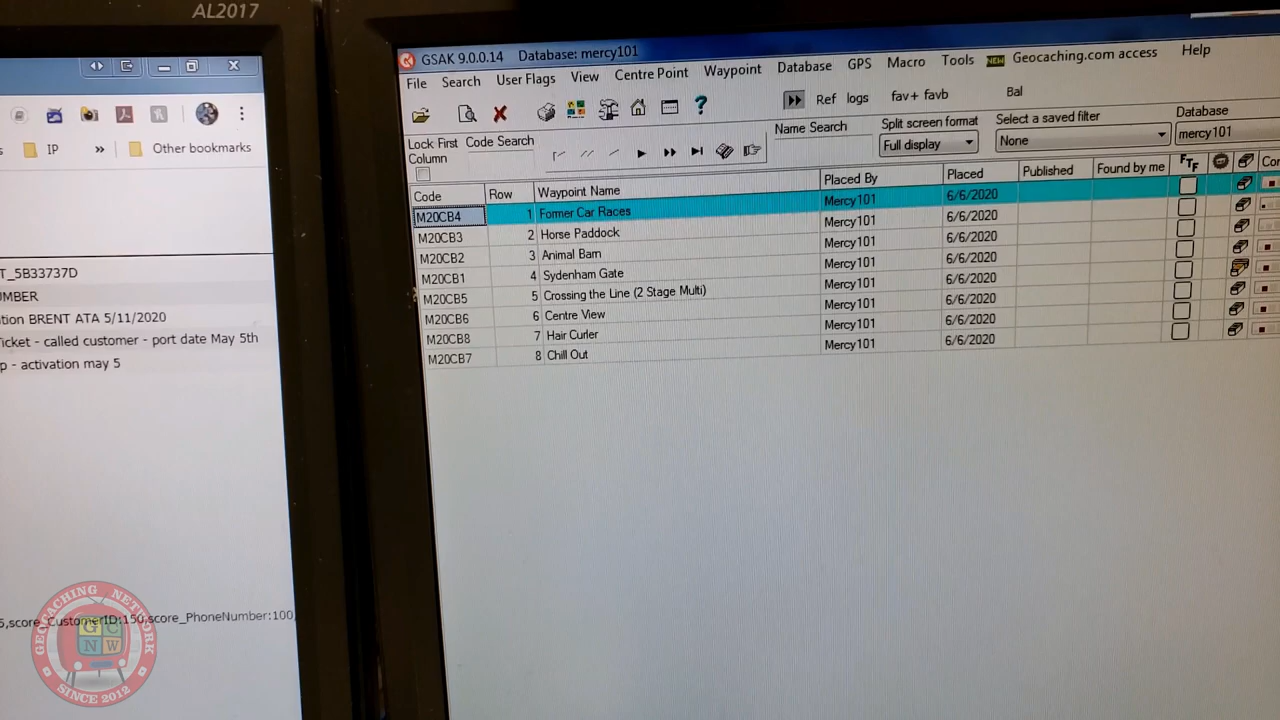 AL2017
IP
»
Other bookmarks
T_5B33737D
UMBER
tion BRENT ATA 5/11/2020
icket - called customer - port date May 5th
p - activation may 5
5,score_CustomerID:150,score_PhoneNumber:100,
GEOCACHING NETWORK
GC
NW
SINCE 2012
GSAK 9.0.0.14 Database: mercy101
File Search User Flags View Centre Point Waypoint Database GPS Macro Tools NEW Geocaching.com access Help
Ref logs fav+ favb Bal
Lock First Column
Code Search
Name Search
Split screen format
Full display
Select a saved filter
None
Database
mercy101
Code Row Waypoint Name Placed By Placed Published Found by me FTF
M20CB4 1 Former Car Races Mercy101 6/6/2020
M20CB3 2 Horse Paddock Mercy101 6/6/2020
M20CB2 3 Animal Barn Mercy101 6/6/2020
M20CB1 4 Sydenham Gate Mercy101 6/6/2020
M20CB5 5 Crossing the Line (2 Stage Multi) Mercy101 6/6/2020
M20CB6 6 Centre View Mercy101 6/6/2020
M20CB8 7 Hair Curler Mercy101 6/6/2020
M20CB7 8 Chill Out Mercy101 6/6/2020